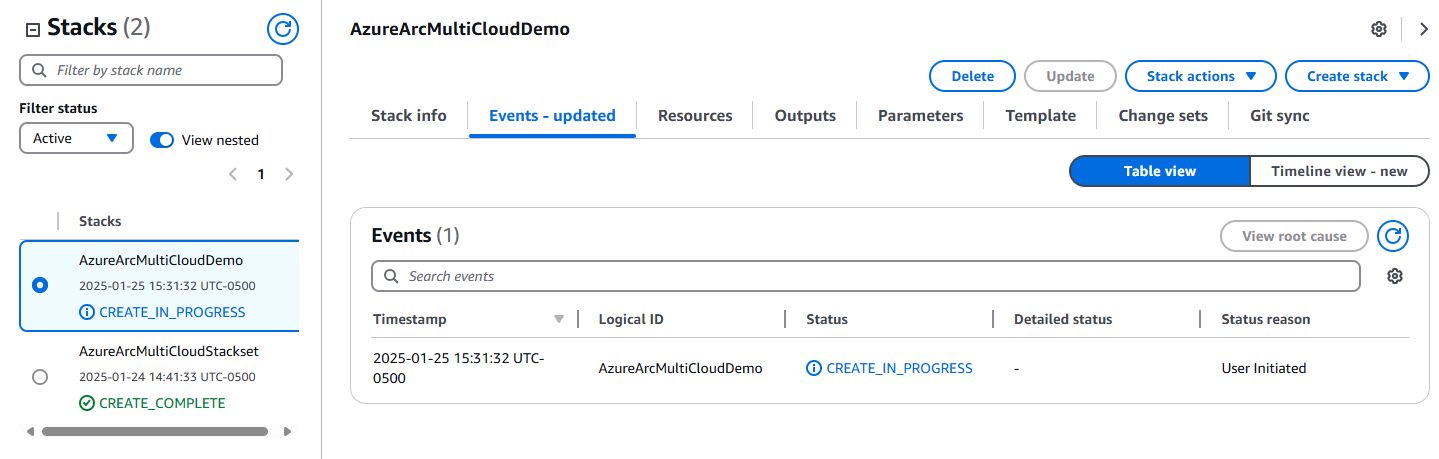 Stacks (2)
Filter by stack name
Filter status
Active
View nested
1
Stacks
AzureArcMultiCloudDemo
2025-01-25 15:31:32 UTC-0500
CREATE_IN_PROGRESS
AzureArcMultiCloudStackset
2025-01-24 14:41:33 UTC-0500
CREATE_COMPLETE
AzureArcMultiCloudDemo
Delete
Update
Stack actions
Create stack
Stack info
Events - updated
Resources
Outputs
Parameters
Template
Change sets
Git sync
Table view
Timeline view - new
Events (1)
View root cause
Search events
Timestamp
Logical ID
Status
Detailed status
Status reason
2025-01-25 15:31:32 UTC-
0500
AzureArcMultiCloudDemo
CREATE_IN_PROGRESS
-
User Initiated